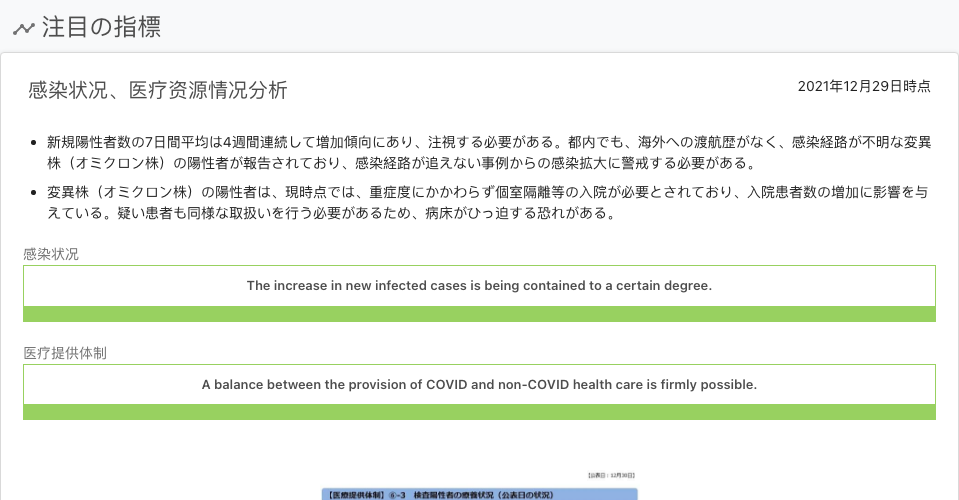 注目の指標
感染状况、医疗资源情况分析
2021年12月29日時点
新規陽性者数の7日間平均は4週間連続して増加傾向にあり、注視する必要がある。都内でも、海外への渡航歴がなく、感染経路が不明な変異
株（オミクロン株）の陽性者が報告されており、感染経路が追えない事例からの感染拡大に警戒する必要がある。
変異株（オミクロン株）の陽性者は、現時点では、重症度にかかわらず個室隔離等の入院が必要とされており、入院患者数の増加に影響を与
えている。疑い患者も同様な取扱いを行う必要があるため、病床がひっ迫する恐れがある。
感染状况
The increase in new infected cases is being contained to a certain degree.
医疗提供体制
A balance between the provision of COVID and non-COVID health care is firmly possible.
【公表日：12月30日】
【医療提供体制】⑥-3 検査陽性者の療養状況（公表日の状況）